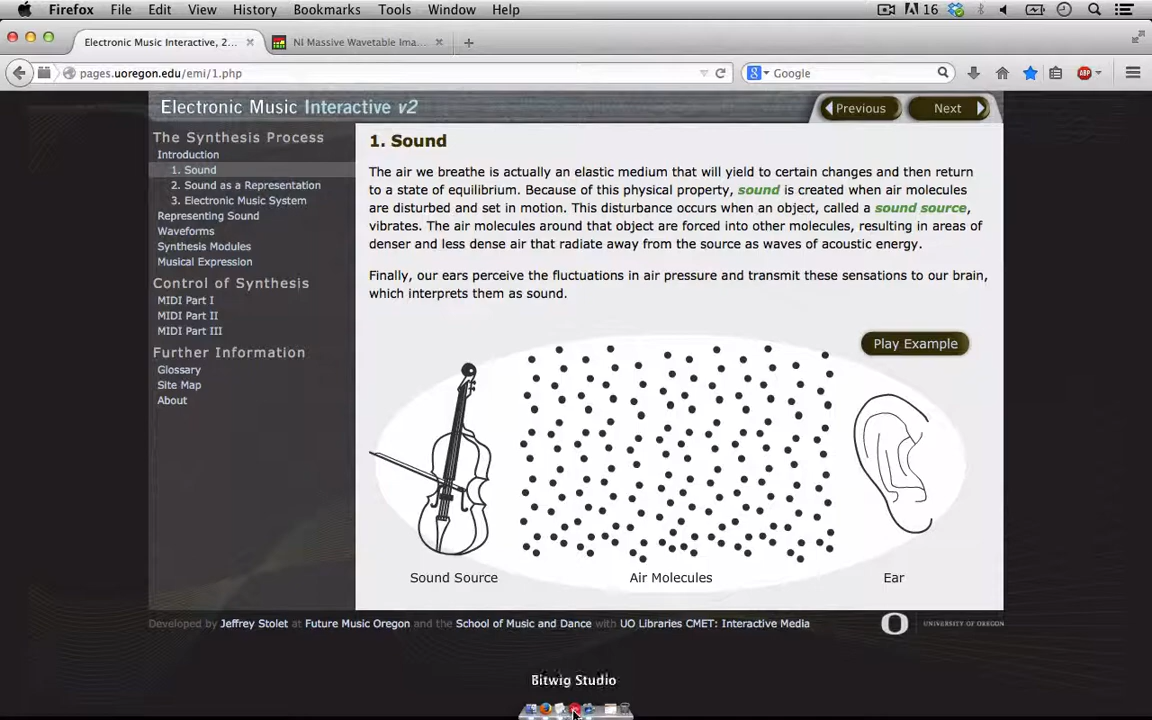 Firefox File Edit View History Bookmarks Tools Window Help 16
Electronic Music Interactive, 2... NI Massive Wavetable Ima...
pages.uoregon.edu/emi/1.php Google ABP
Electronic Music Interactive v2 Previous Next
The Synthesis Process
Introduction
1. Sound
2. Sound as a Representation
3. Electronic Music System
Representing Sound
Waveforms
Synthesis Modules
Musical Expression
Control of Synthesis
MIDI Part I
MIDI Part II
MIDI Part III
Further Information
Glossary
Site Map
About
1. Sound
The air we breathe is actually an elastic medium that will yield to certain changes and then return
to a state of equilibrium. Because of this physical property, sound is created when air molecules
are disturbed and set in motion. This disturbance occurs when an object, called a sound source,
vibrates. The air molecules around that object are forced into other molecules, resulting in areas of
denser and less dense air that radiate away from the source as waves of acoustic energy.
Finally, our ears perceive the fluctuations in air pressure and transmit these sensations to our brain,
which interprets them as sound.
Play Example
Sound Source Air Molecules Ear
Developed by Jeffrey Stolet at Future Music Oregon and the School of Music and Dance with UO Libraries CMET: Interactive Media
O UNIVERSITY OF OREGON
Bitwig Studio